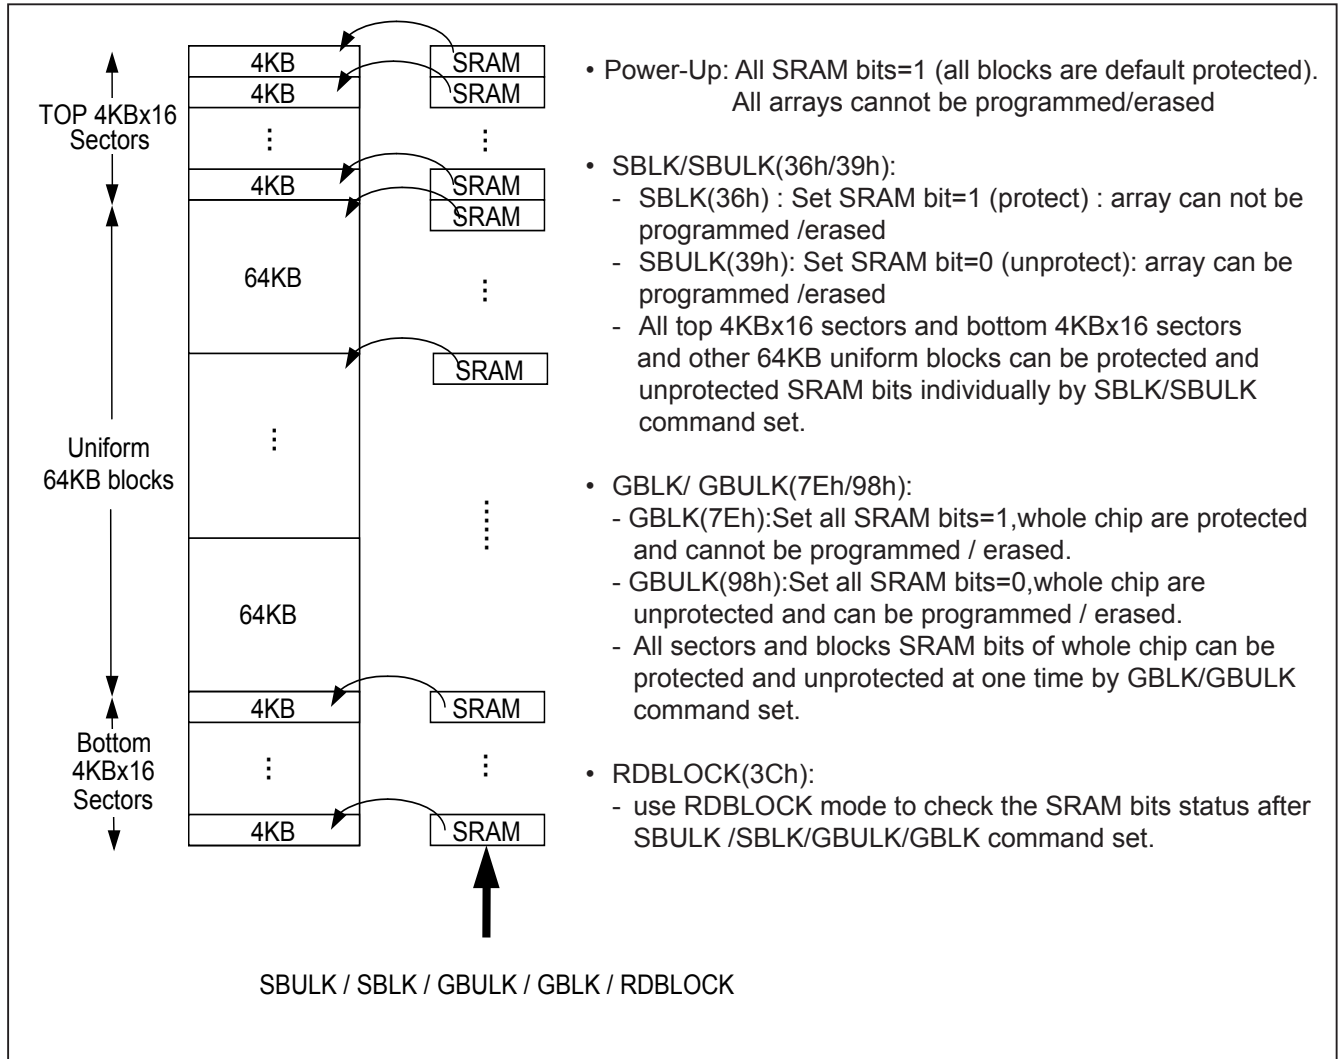 4KB
SRAM
4KB
SRAM
TOP 4KBx16
Sectors
4KB
SRAM
SRAM
64KB
SRAM
Uniform
64KB blocks
64KB
4KB
SRAM
Bottom
4KBx16
Sectors
4KB
SRAM
SBULK / SBLK / GBULK / GBLK / RDBLOCK
• Power-Up: All SRAM bits=1 (all blocks are default protected).
All arrays cannot be programmed/erased
• SBLK/SBULK(36h/39h):
- SBLK(36h) : Set SRAM bit=1 (protect) : array can not be
programmed /erased
- SBULK(39h): Set SRAM bit=0 (unprotect): array can be
programmed /erased
- All top 4KBx16 sectors and bottom 4KBx16 sectors
and other 64KB uniform blocks can be protected and
unprotected SRAM bits individually by SBLK/SBULK
command set.
• GBLK/ GBULK(7Eh/98h):
- GBLK(7Eh):Set all SRAM bits=1,whole chip are protected
and cannot be programmed / erased.
- GBULK(98h):Set all SRAM bits=0,whole chip are
unprotected and can be programmed / erased.
- All sectors and blocks SRAM bits of whole chip can be
protected and unprotected at one time by GBLK/GBULK
command set.
• RDBLOCK(3Ch):
- use RDBLOCK mode to check the SRAM bits status after
SBULK /SBLK/GBULK/GBLK command set.